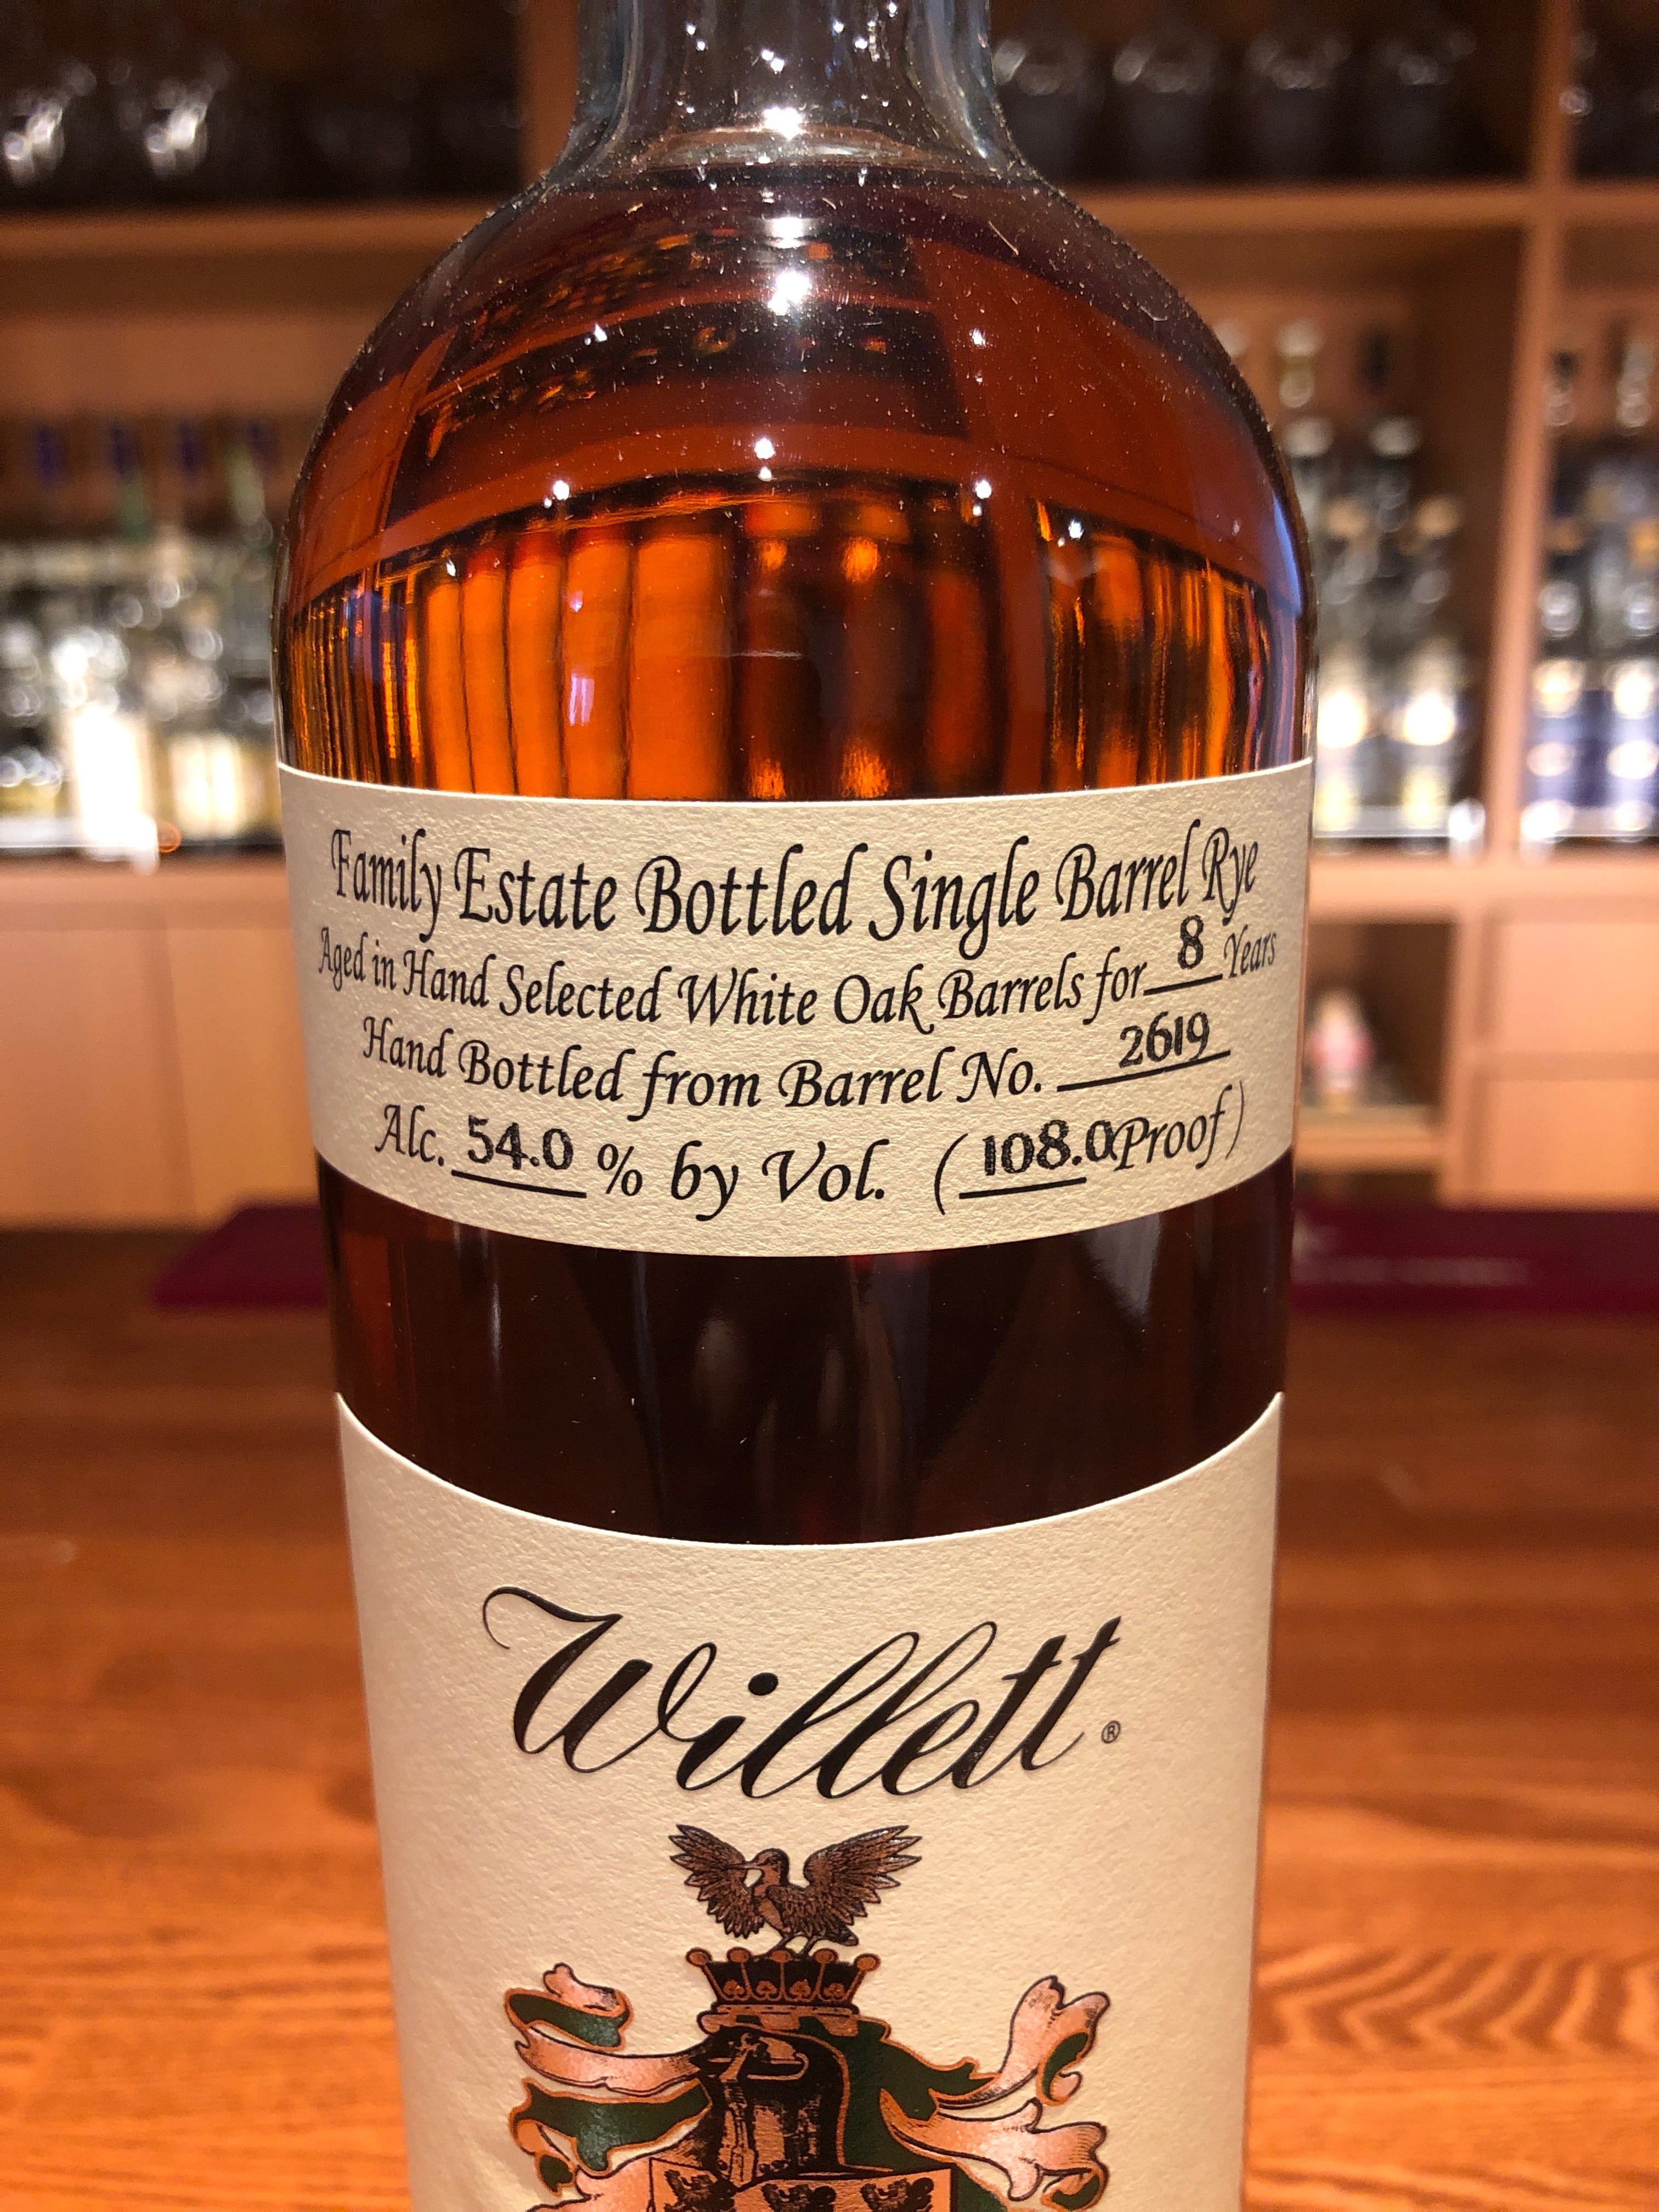 Family Estate Bottled Single Barrel Rye
Aged in Hand Selected White Oak Barrels for 8 Years
Hand Bottled from Barrel No. 2619
Alc. 54.0 % by Vol. (108.0 Proof)
Willett®